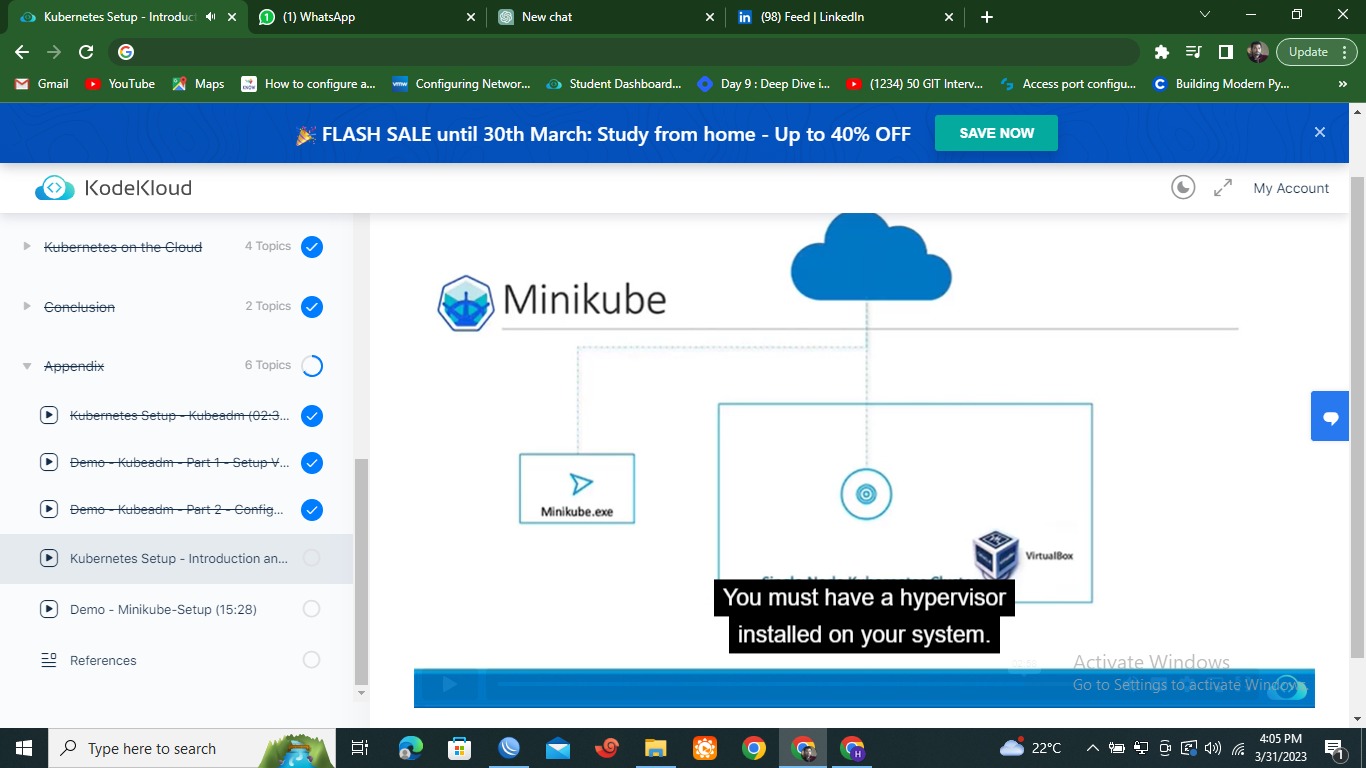 Kubernetes Setup - Introduct
(1) WhatsApp
New chat
(98) Feed | LinkedIn
Update
Gmail
YouTube
Maps
How to configure a...
Configuring Networ...
Student Dashboard...
Day 9 : Deep Dive i...
(1234) 50 GIT Interv...
Access port configu...
Building Modern Py...
»
FLASH SALE until 30th March: Study from home - Up to 40% OFF
SAVE NOW
KodeKloud
My Account
Kubernetes on the Cloud
4 Topics
Conclusion
2 Topics
Appendix
6 Topics
Kubernetes Setup - Kubeadm (02:3...
Demo - Kubeadm - Part 1 - Setup V...
Demo - Kubeadm - Part 2 - Config...
Kubernetes Setup - Introduction an...
Demo - Minikube-Setup (15:28)
References
Minikube
Minikube.exe
VirtualBox
You must have a hypervisor
installed on your system.
Activate Windows
Go to Settings to activate Windows.
Type here to search
22°C
4:05 PM
3/31/2023
1